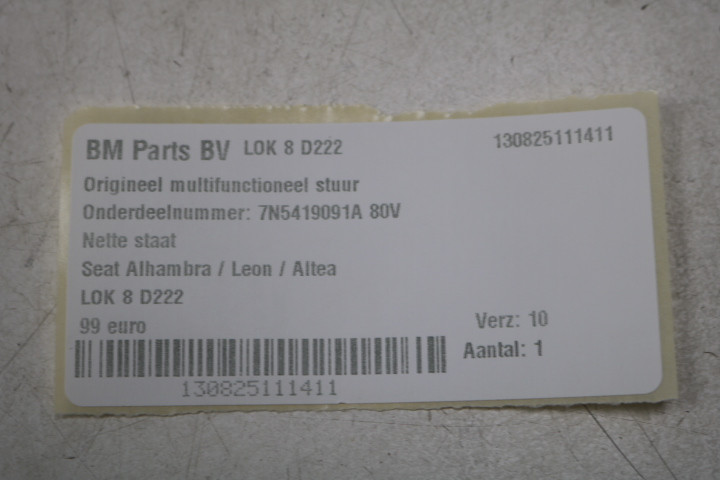 BM Parts BV LOK 8 D222 130825111411
Origineel multifunctioneel stuur
Onderdeelnummer: 7N5419091A 80V
Nette staat
Seat Alhambra / Leon / Altea
LOK 8 D222
99 euro
Verz: 10
Aantal: 1
130825111411